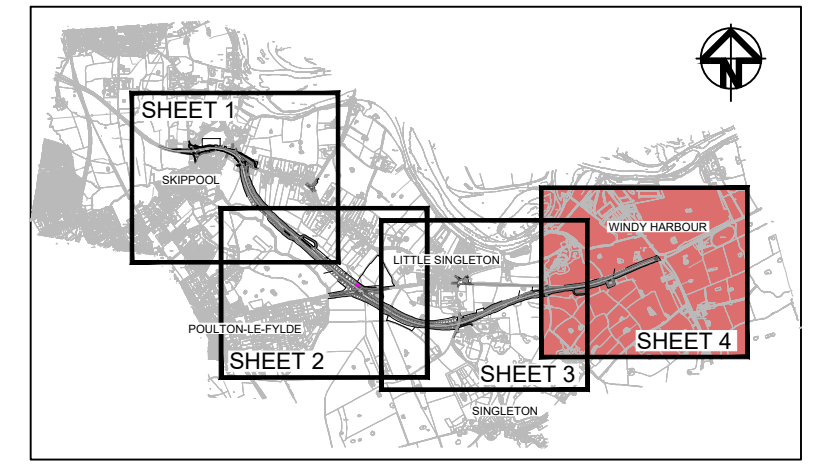 SHEET 1
N
SKIPPOOL
WINDY HARBOUR
LITTLE SINGLETON
POULTON-LE-FYLDE
SHEET 2
SHEET 4
SHEET 3
SINGLETON